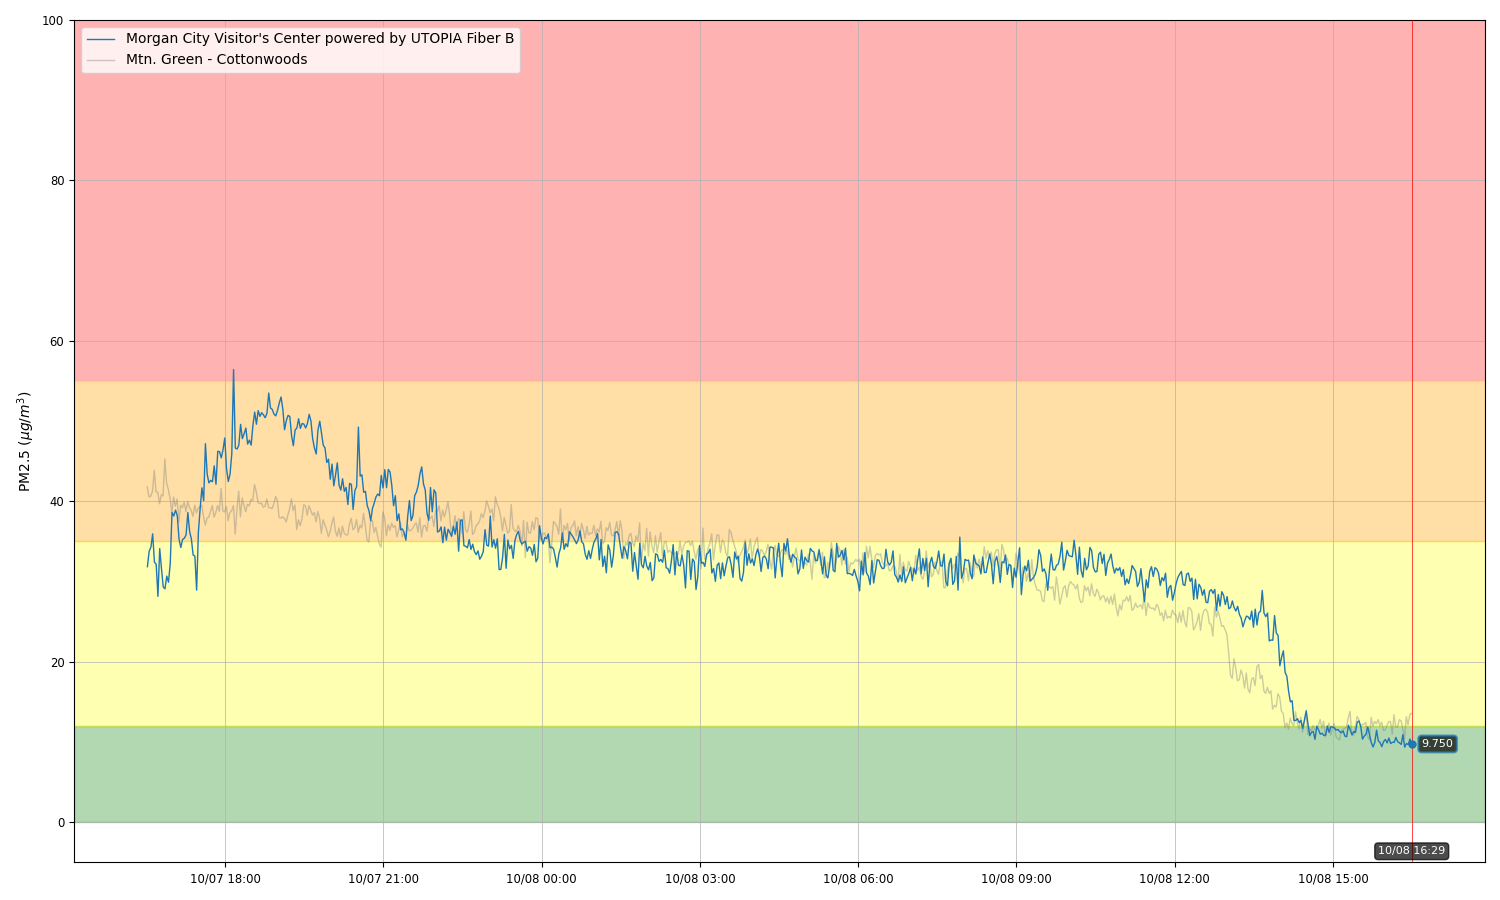 100
80
60
40
20
0
PM2.5 (μg/m³)
Morgan City Visitor's Center powered by UTOPIA Fiber B
Mtn. Green - Cottonwoods
9.750
10/08 16:29
10/07 18:00 10/07 21:00 10/08 00:00 10/08 03:00 10/08 06:00 10/08 09:00 10/08 12:00 10/08 15:00